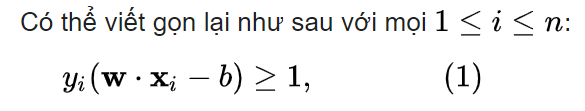 Có thể viết gọn lại như sau với mọi 1 ≤ i ≤ n:
yᵢ(𝐰 · 𝐱ᵢ − b) ≥ 1, (1)